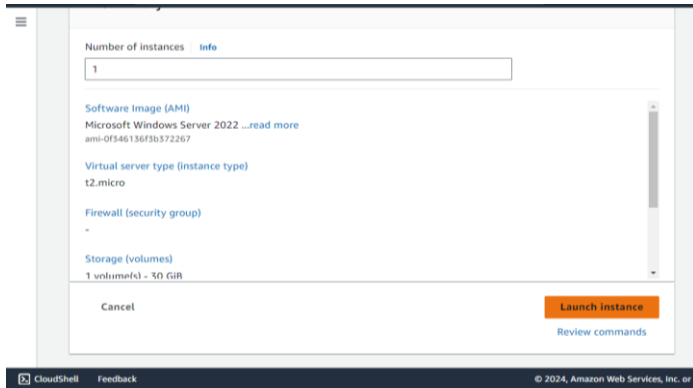 Number of instances Info
1
Software Image (AMI)
Microsoft Windows Server 2022 ...read more
ami-0f346136f3b372267
Virtual server type (instance type)
t2.micro
Firewall (security group)
-
Storage (volumes)
1 volume(s) - 30 GiB
Cancel
Launch instance
Review commands
CloudShell Feedback © 2024, Amazon Web Services, Inc. or